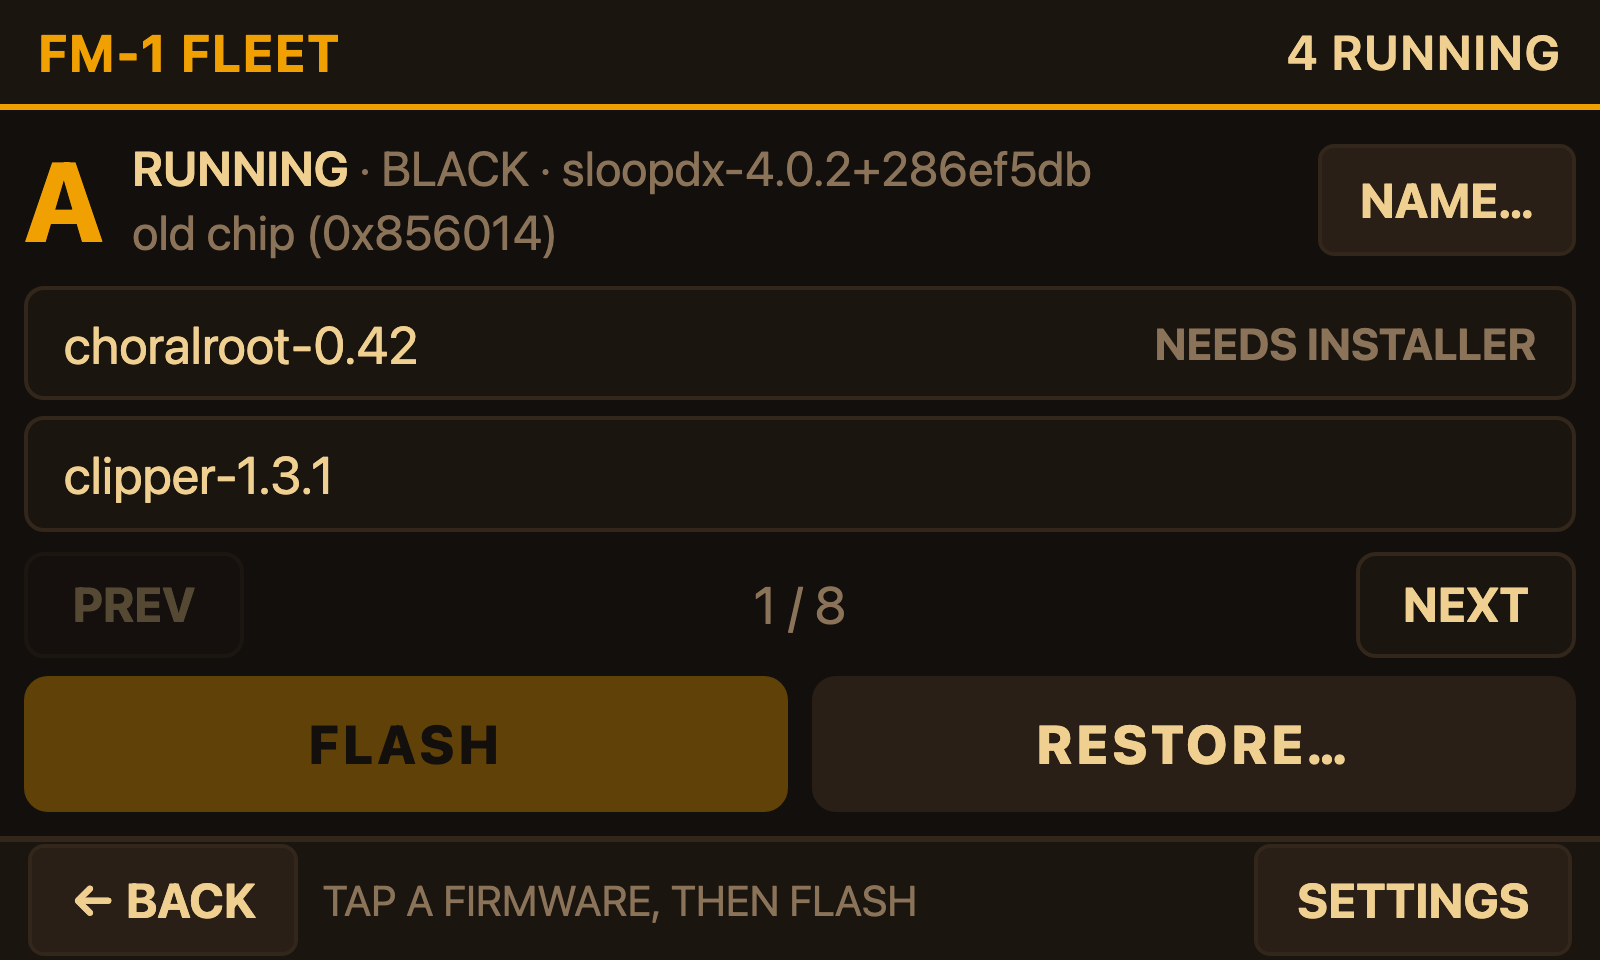 FM-1 FLEET
4 RUNNING
A
RUNNING · BLACK · sloopdx-4.0.2+286ef5db
old chip (0x856014)
NAME...
choralroot-0.42
NEEDS INSTALLER
clipper-1.3.1
PREV
1 / 8
NEXT
FLASH
RESTORE...
← BACK
TAP A FIRMWARE, THEN FLASH
SETTINGS